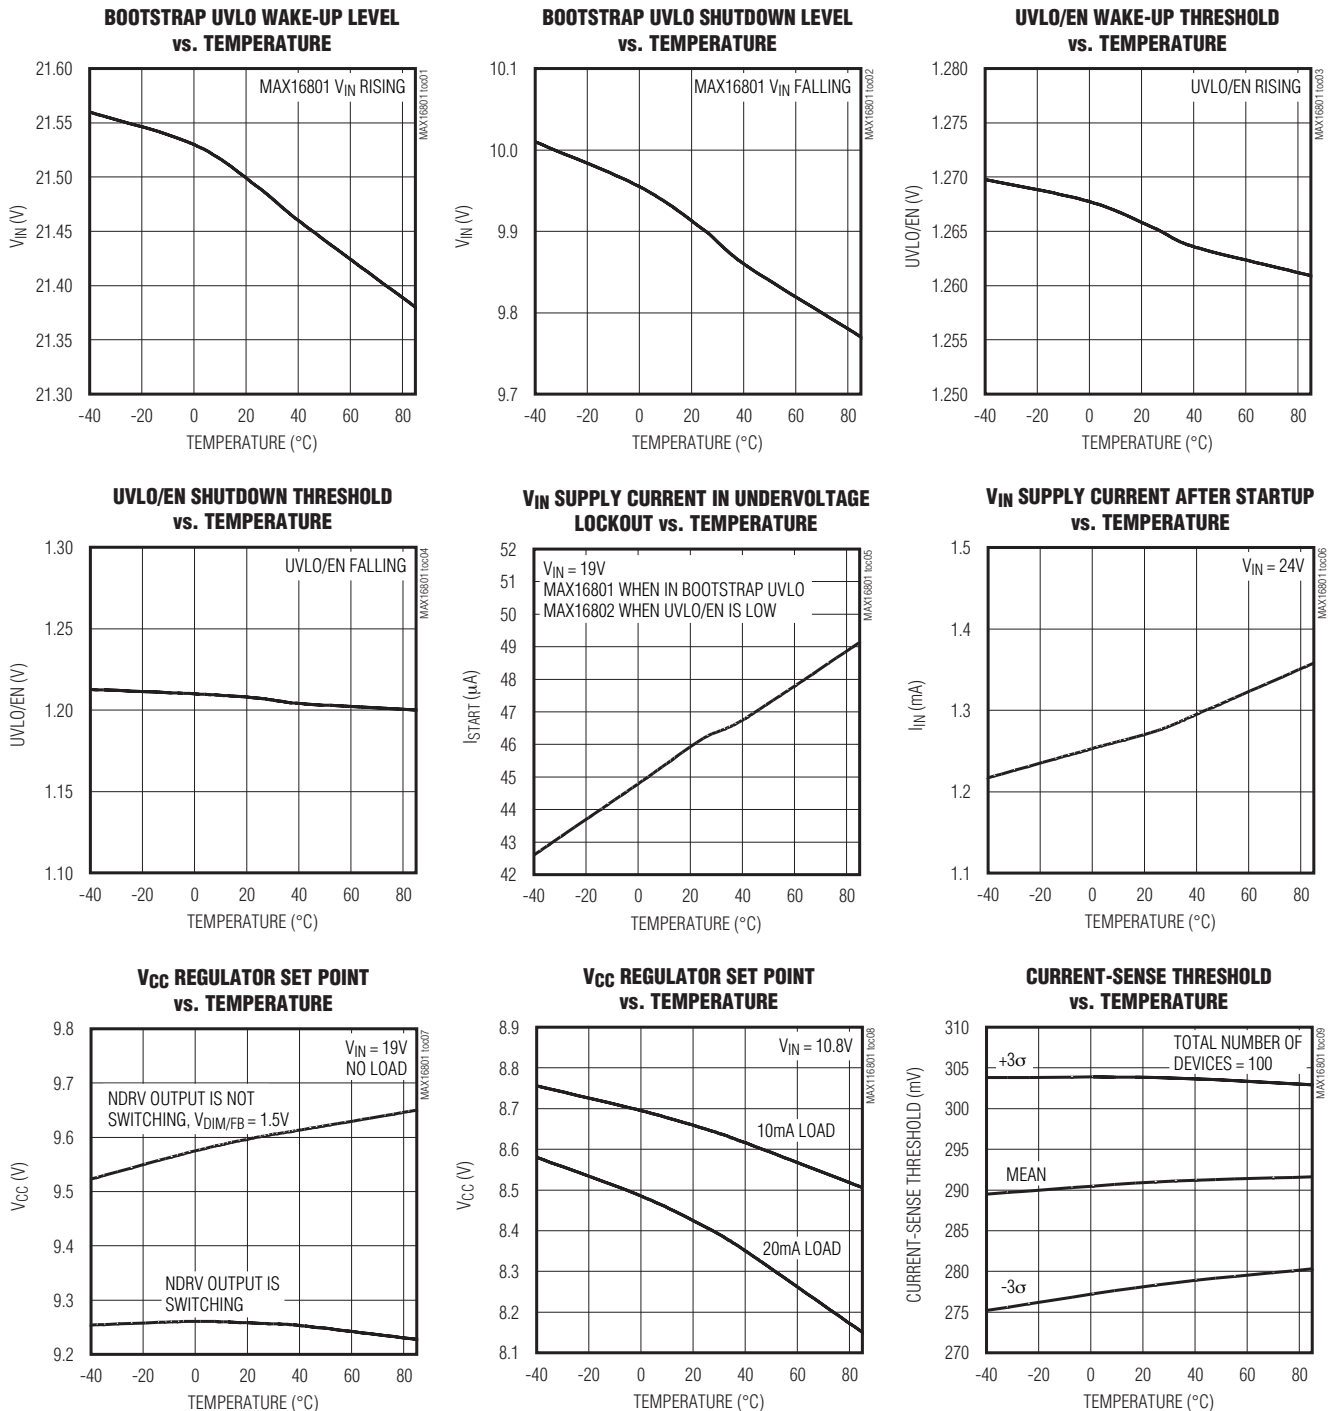 BOOTSTRAP UVLO WAKE-UP LEVEL
vs. TEMPERATURE
21.60
21.55
21.50
21.45
21.40
21.35
21.30
VIN (V)
MAX16801 VIN RISING
MAX16801 toc01
-40 -20 0 20 40 60 80
TEMPERATURE (°C)
BOOTSTRAP UVLO SHUTDOWN LEVEL
vs. TEMPERATURE
10.1
10.0
9.9
9.8
9.7
VIN (V)
MAX16801 VIN FALLING
MAX16801 toc02
-40 -20 0 20 40 60 80
TEMPERATURE (°C)
UVLO/EN WAKE-UP THRESHOLD
vs. TEMPERATURE
1.280
1.275
1.270
1.265
1.260
1.255
1.250
UVLO/EN (V)
UVLO/EN RISING
MAX16801 toc03
-40 -20 0 20 40 60 80
TEMPERATURE (°C)
UVLO/EN SHUTDOWN THRESHOLD
vs. TEMPERATURE
1.30
1.25
1.20
1.15
1.10
UVLO/EN (V)
UVLO/EN FALLING
MAX16801 toc04
-40 -20 0 20 40 60 80
TEMPERATURE (°C)
VIN SUPPLY CURRENT IN UNDERVOLTAGE
LOCKOUT vs. TEMPERATURE
52
51
50
49
48
47
46
45
44
43
42
ISTART (µA)
VIN = 19V
MAX16801 WHEN IN BOOTSTRAP UVLO
MAX16802 WHEN UVLO/EN IS LOW
MAX16801 toc05
-40 -20 0 20 40 60 80
TEMPERATURE (°C)
VIN SUPPLY CURRENT AFTER STARTUP
vs. TEMPERATURE
1.5
1.4
1.3
1.2
1.1
IIN (mA)
VIN = 24V
MAX16801 toc06
-40 -20 0 20 40 60 80
TEMPERATURE (°C)
VCC REGULATOR SET POINT
vs. TEMPERATURE
9.8
9.7
9.6
9.5
9.4
9.3
9.2
VCC (V)
VIN = 19V
NO LOAD
NDRV OUTPUT IS NOT
SWITCHING, VDIM/FB = 1.5V
NDRV OUTPUT IS
SWITCHING
MAX16801 toc07
-40 -20 0 20 40 60 80
TEMPERATURE (°C)
VCC REGULATOR SET POINT
vs. TEMPERATURE
8.9
8.8
8.7
8.6
8.5
8.4
8.3
8.2
8.1
VCC (V)
VIN = 10.8V
10mA LOAD
20mA LOAD
MAX116801 toc08
-40 -20 0 20 40 60 80
TEMPERATURE (°C)
CURRENT-SENSE THRESHOLD
vs. TEMPERATURE
310
305
300
295
290
285
280
275
270
CURRENT-SENSE THRESHOLD (mV)
TOTAL NUMBER OF
DEVICES = 100
+3σ
MEAN
-3σ
MAX16801 toc09
-40 -20 0 20 40 60 80
TEMPERATURE (°C)